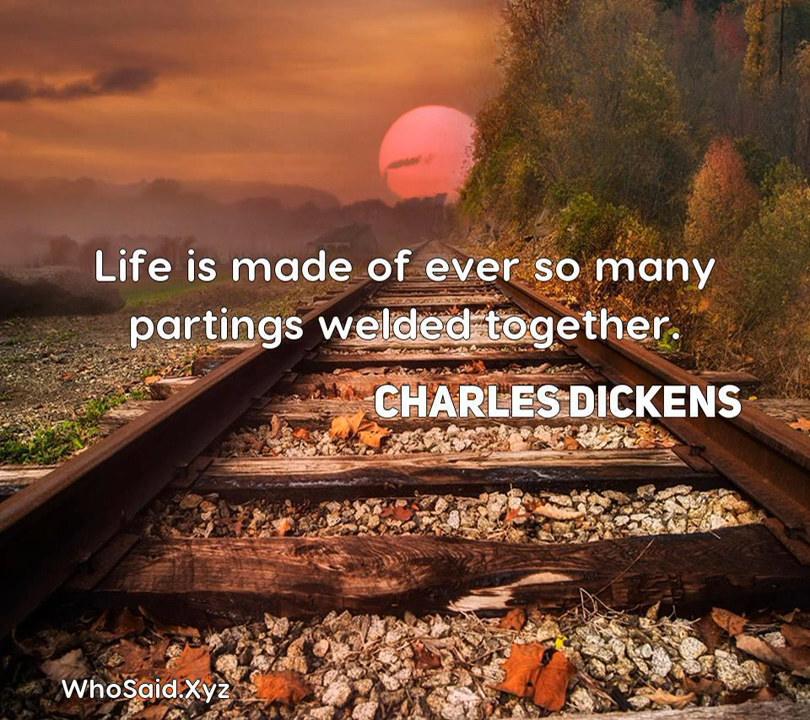 Life is made of ever so many
partings welded together.
CHARLES DICKENS
WhoSaid.Xyz